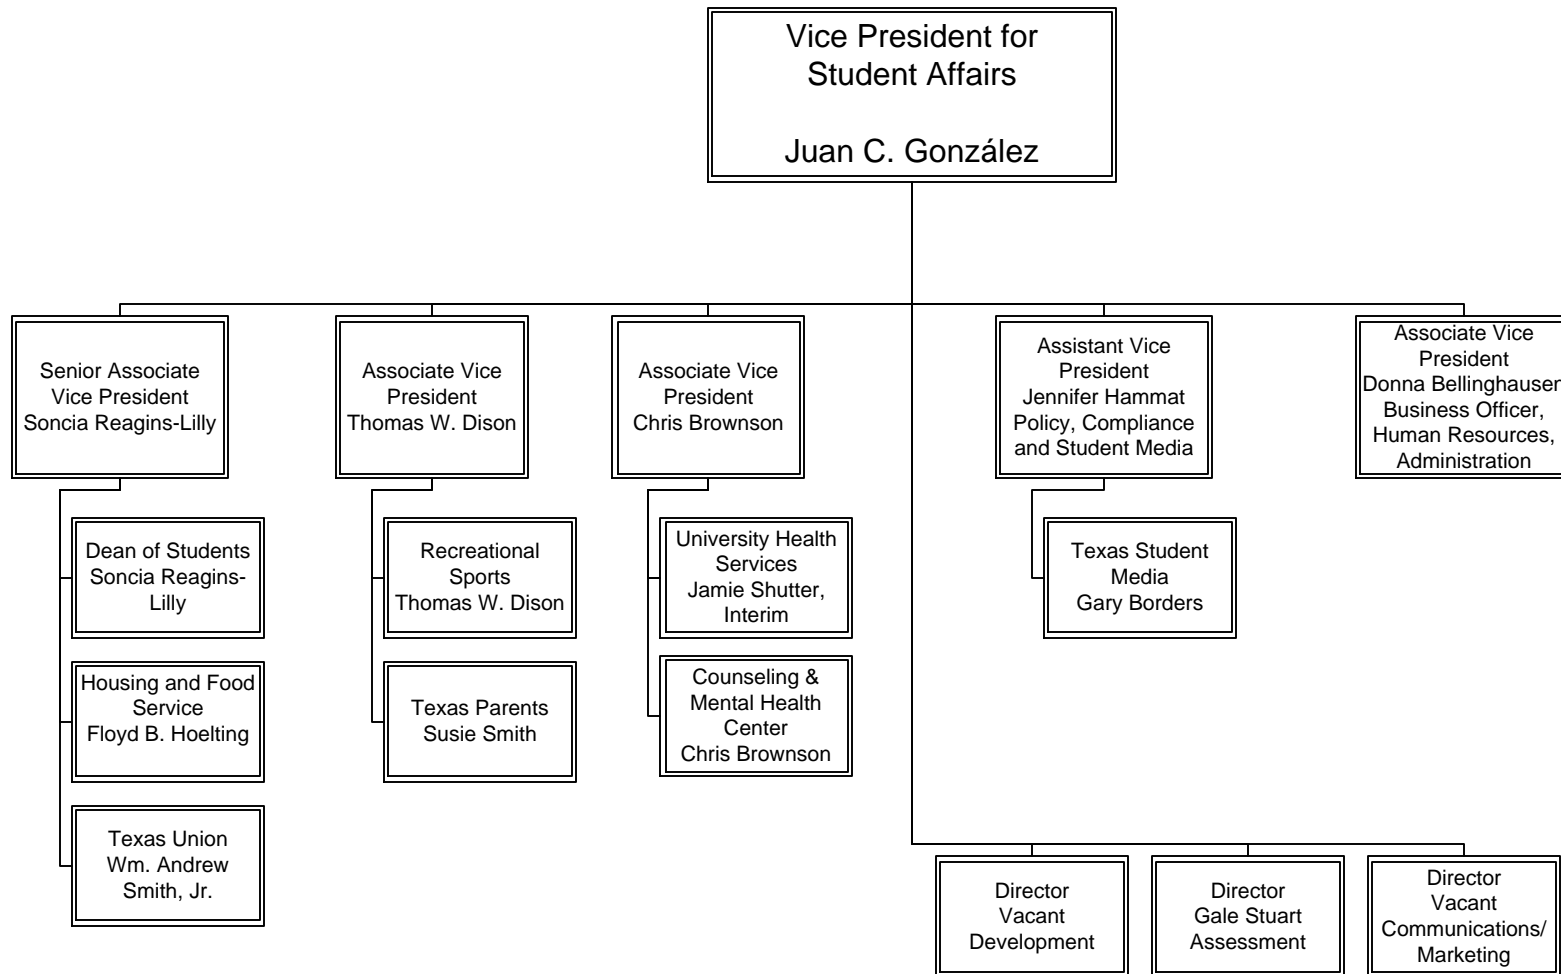 Vice President for
Student Affairs
Juan C. González
Senior Associate
Vice President
Soncia Reagins-Lilly
Associate Vice
President
Thomas W. Dison
Associate Vice
President
Chris Brownson
Assistant Vice
President
Jennifer Hammat
Policy, Compliance
and Student Media
Associate Vice
President
Donna Bellinghausen
Business Officer,
Human Resources,
Administration
Dean of Students
Soncia Reagins-
Lilly
Housing and Food
Service
Floyd B. Hoelting
Texas Union
Wm. Andrew
Smith, Jr.
Recreational
Sports
Thomas W. Dison
Texas Parents
Susie Smith
University Health
Services
Jamie Shutter,
Interim
Counseling &
Mental Health
Center
Chris Brownson
Texas Student
Media
Gary Borders
Director
Vacant
Development
Director
Gale Stuart
Assessment
Director
Vacant
Communications/
Marketing